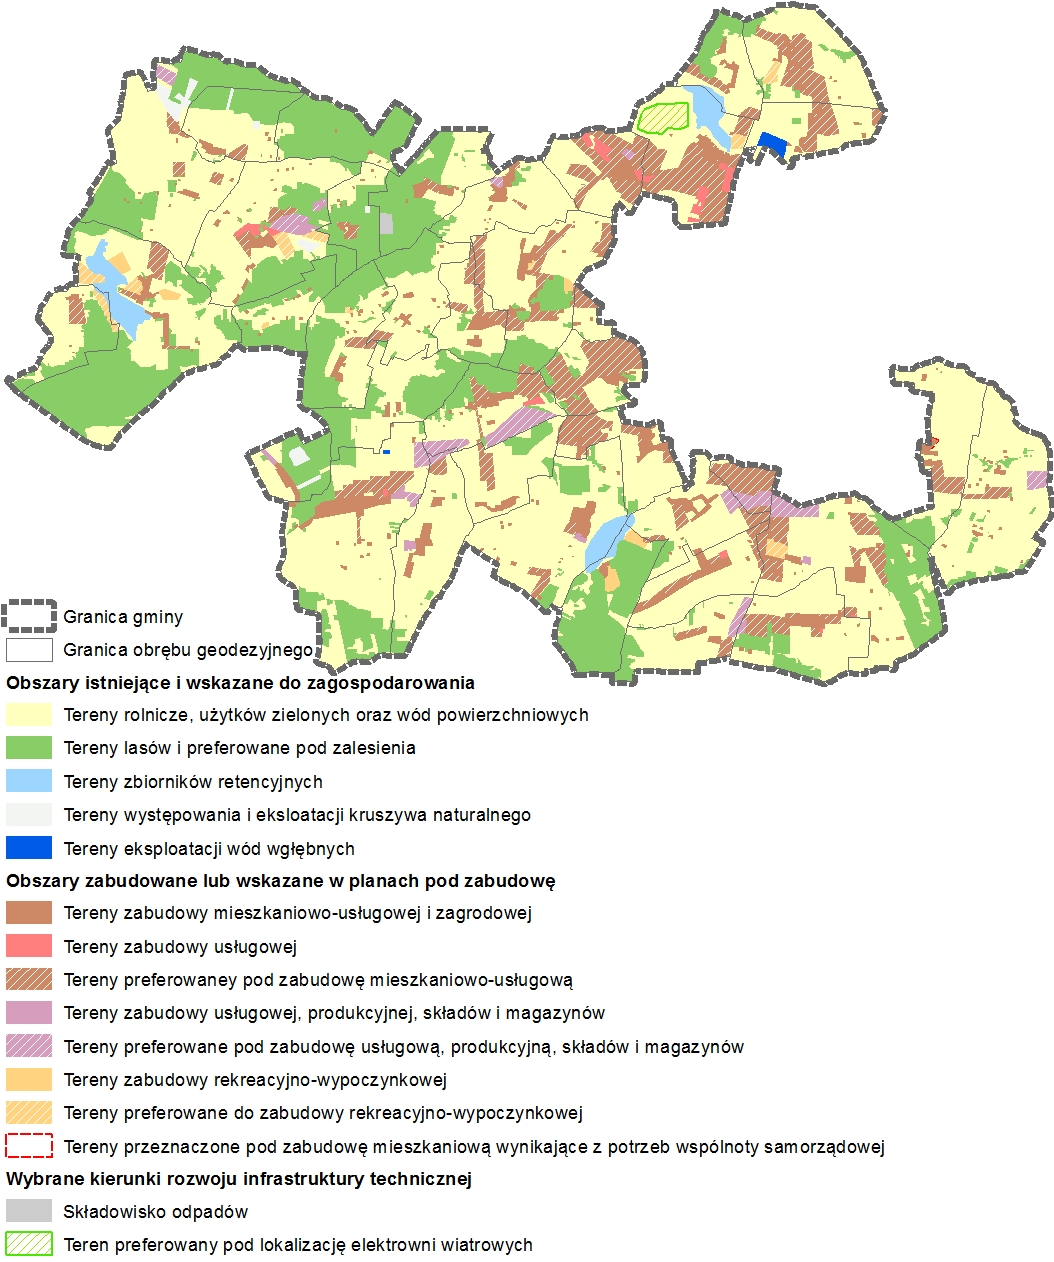 Granica gminy
Granica obrębu geodezyjnego
Obszary istniejące i wskazane do zagospodarowania
Tereny rolnicze, użytków zielonych oraz wód powierzchniowych
Tereny lasów i preferowane pod zalesienia
Tereny zbiorników retencyjnych
Tereny występowania i eksloatacji kruszywa naturalnego
Tereny eksploatacji wód wgłębnych
Obszary zabudowane lub wskazane w planach pod zabudowę
Tereny zabudowy mieszkaniowo-usługowej i zagrodowej
Tereny zabudowy usługowej
Tereny preferowaney pod zabudowę mieszkaniowo-usługową
Tereny zabudowy usługowej, produkcyjnej, składów i magazynów
Tereny preferowane pod zabudowę usługową, produkcyjną, składów i magazynów
Tereny zabudowy rekreacyjno-wypoczynkowej
Tereny preferowane do zabudowy rekreacyjno-wypoczynkowej
Tereny przeznaczone pod zabudowę mieszkaniową wynikające z potrzeb wspólnoty samorządowej
Wybrane kierunki rozwoju infrastruktury technicznej
Składowisko odpadów
Teren preferowany pod lokalizację elektrowni wiatrowych